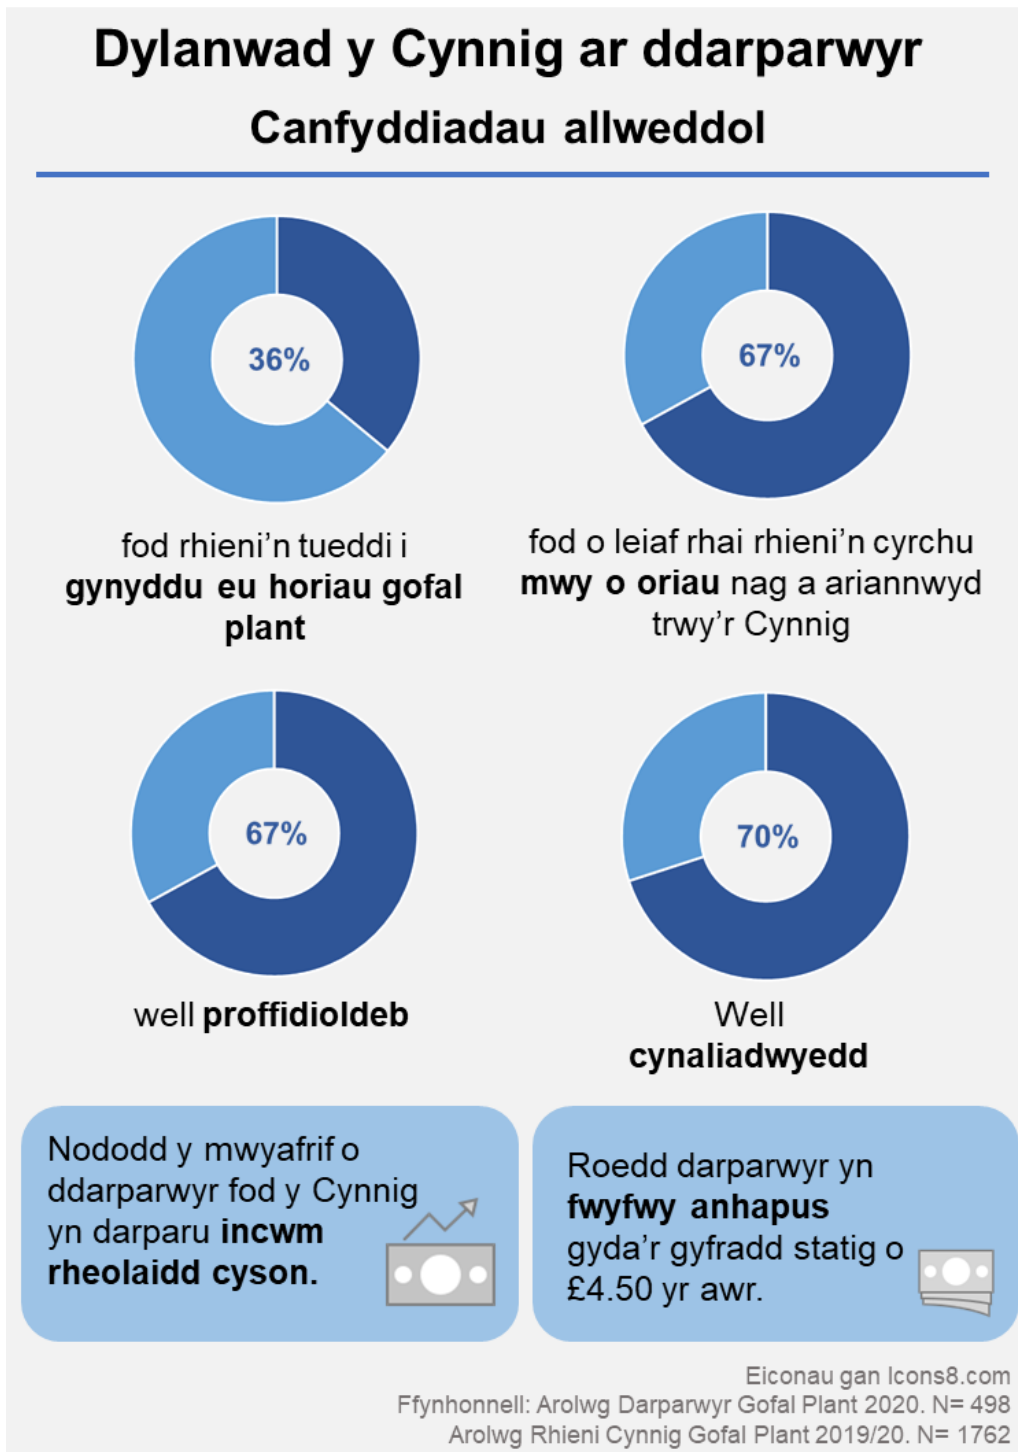 Dylanwad y Cynnig ar ddarparwyr
Canfyddiadau allweddol
36%
67%
fod rhieni’n tueddi i
gynyddu eu horiau gofal
plant
fod o leiaf rhai rhieni’n cyrchu
mwy o oriau nag a ariannwyd
trwy’r Cynnig
67%
70%
well proffidioldeb
Well
cynaliadwyedd
Nododd y mwyafrif o
ddarparwyr fod y Cynnig
yn darparu incwm
rheolaidd cyson.
Roedd darparwyr yn
fwyfwy anhapus
gyda’r gyfradd statig o
£4.50 yr awr.
Eiconau gan Icons8.com
Ffynhonnell: Arolwg Darparwyr Gofal Plant 2020. N= 498
Arolwg Rhieni Cynnig Gofal Plant 2019/20. N= 1762